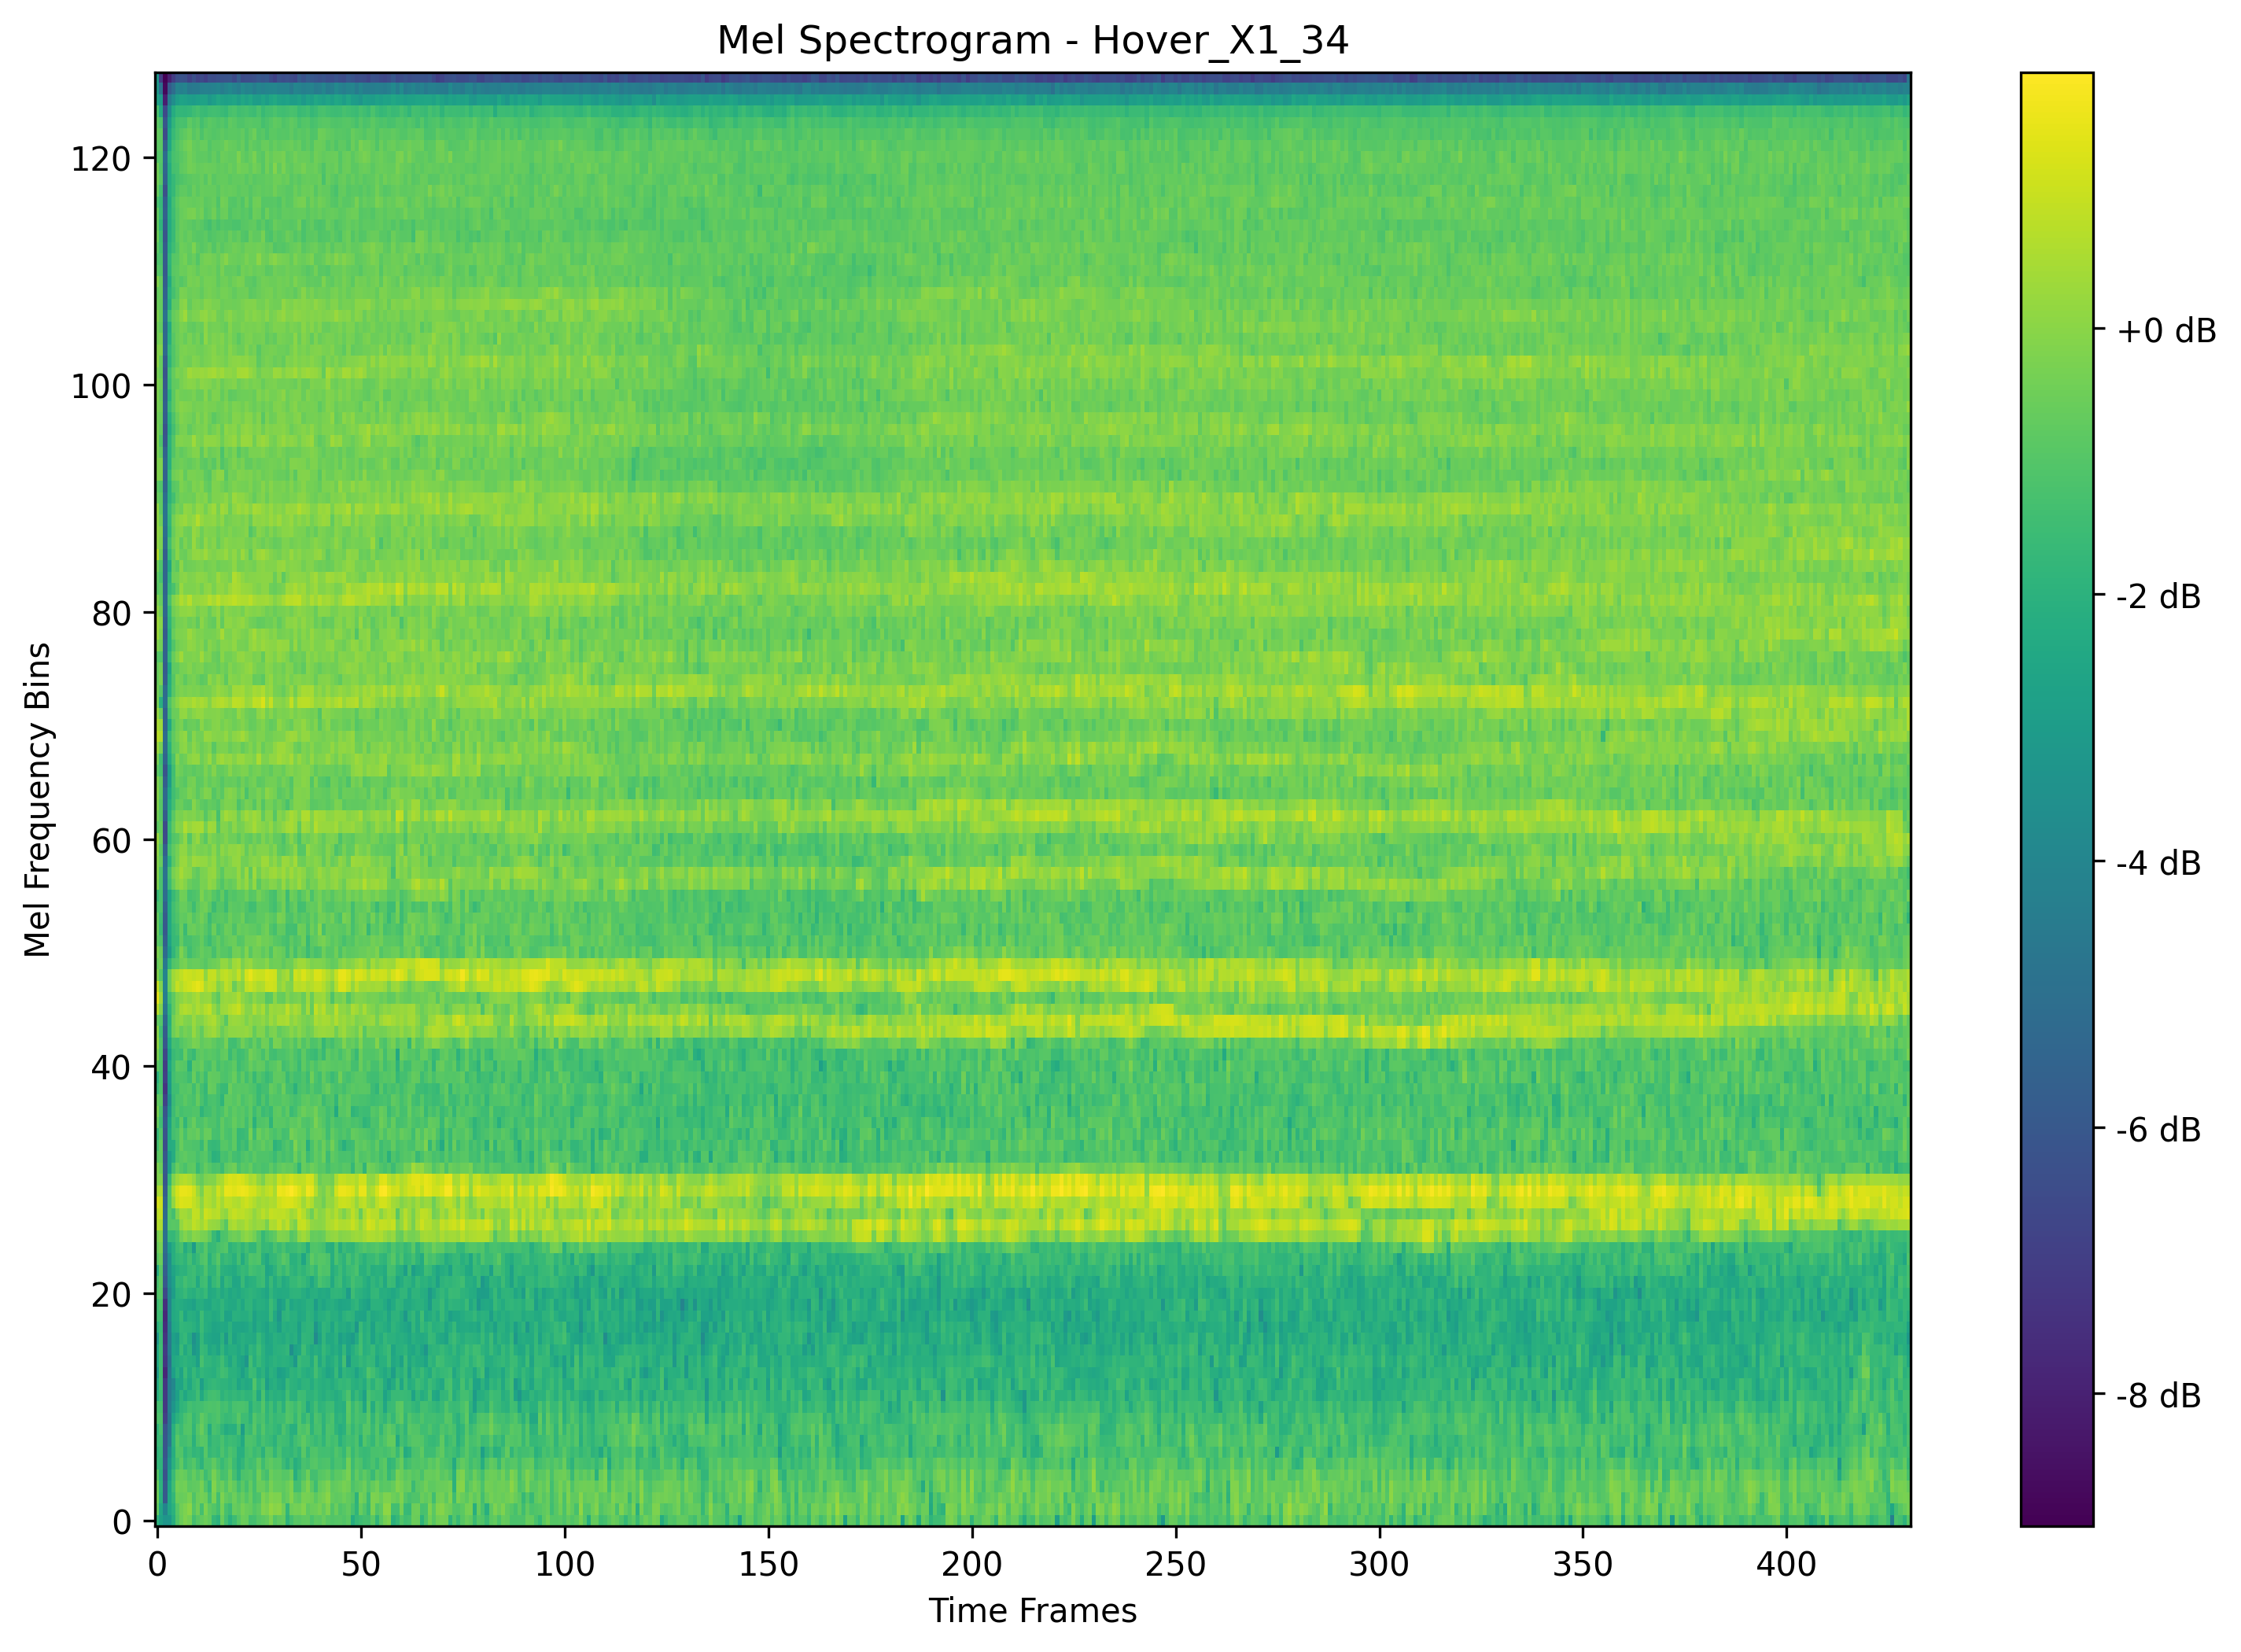 Mel Spectrogram - Hover_X1_34
Mel Frequency Bins
120
100
80
60
40
20
0
0 50 100 150 200 250 300 350 400
Time Frames
+0 dB
-2 dB
-4 dB
-6 dB
-8 dB